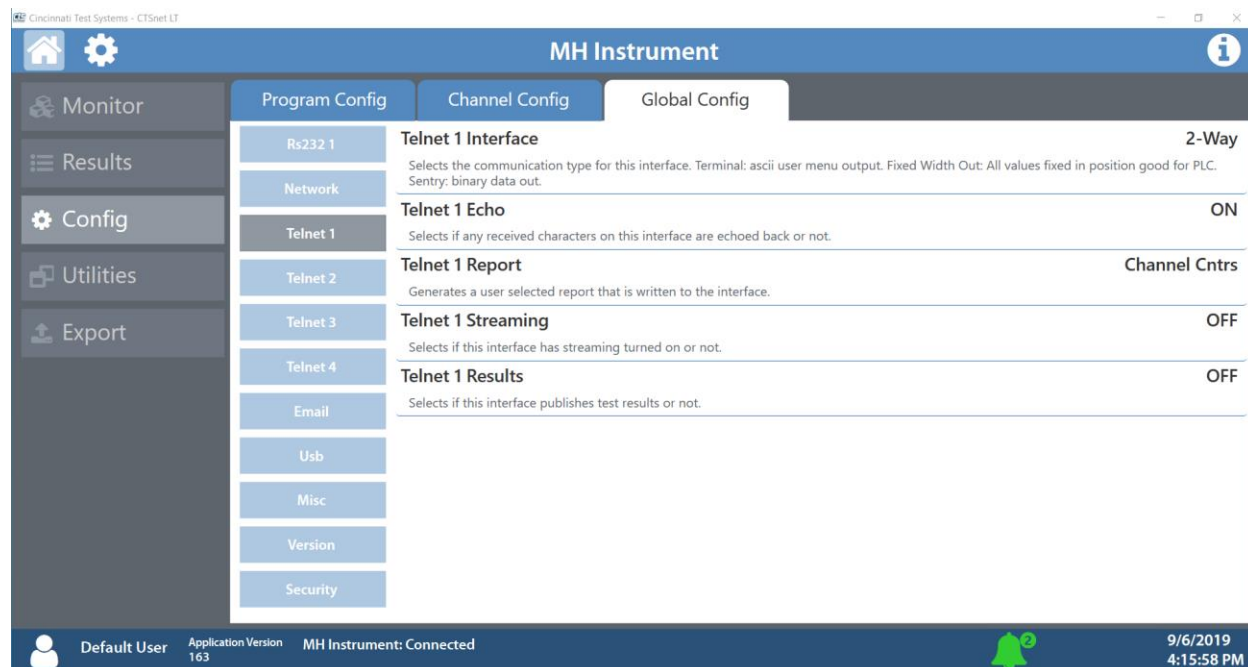 Cincinnati Test Systems - CTSnet LT
MH Instrument
Monitor
Results
Config
Utilities
Export
Program Config
Channel Config
Global Config
Rs232 1
Network
Telnet 1
Telnet 2
Telnet 3
Telnet 4
Email
Usb
Misc
Version
Security
Telnet 1 Interface 2-Way
Selects the communication type for this interface. Terminal: ascii user menu output. Fixed Width Out: All values fixed in position good for PLC.
Sentry: binary data out.
Telnet 1 Echo ON
Selects if any received characters on this interface are echoed back or not.
Telnet 1 Report Channel Cntrs
Generates a user selected report that is written to the interface.
Telnet 1 Streaming OFF
Selects if this interface has streaming turned on or not.
Telnet 1 Results OFF
Selects if this interface publishes test results or not.
Default User
Application Version
163
MH Instrument: Connected
2
9/6/2019
4:15:58 PM